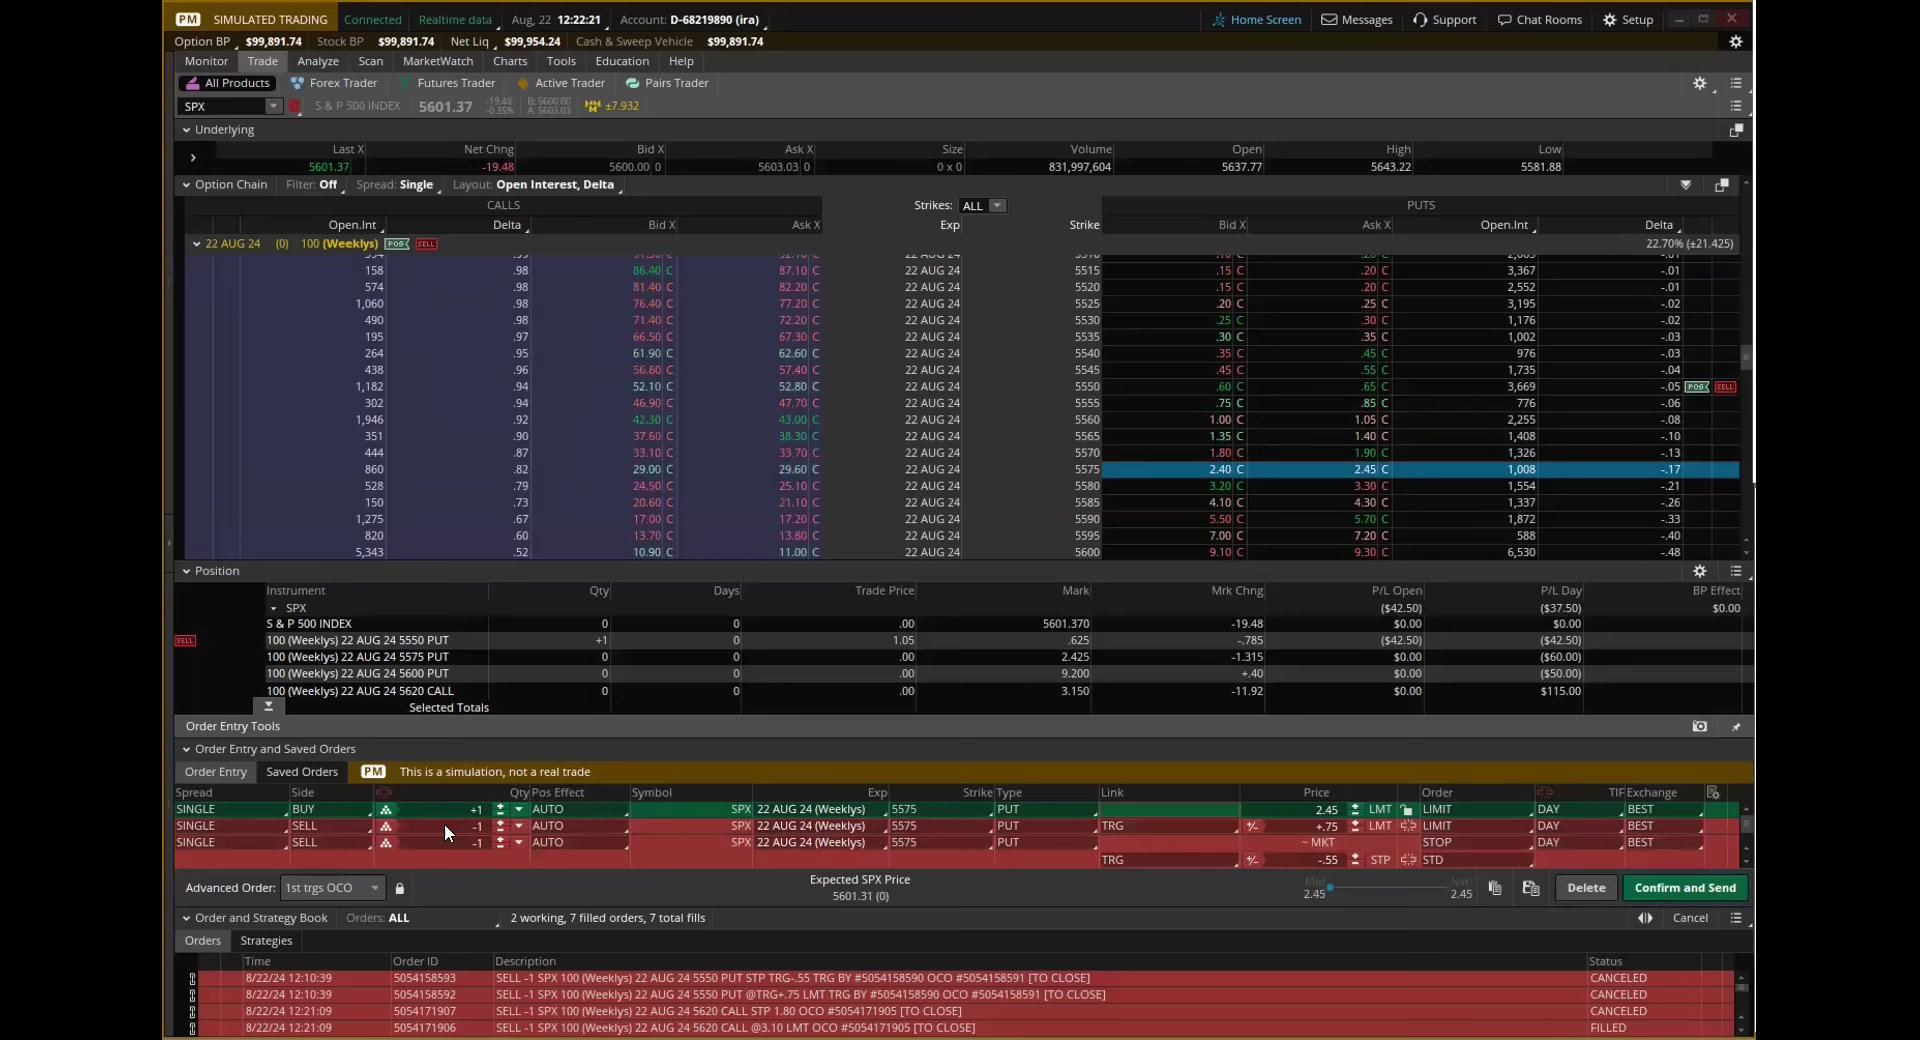 PM SIMULATED TRADING Connected Realtime data Aug, 22 12:22:21 Account: D-68219890 (ira) Home Screen Messages Support Chat Rooms Setup
Option BP $99,891.74 Stock BP $99,891.74 Net Liq $99,954.24 Cash & Sweep Vehicle $99,891.74
Monitor Trade Analyze Scan MarketWatch Charts Tools Education Help
All Products Forex Trader Futures Trader Active Trader Pairs Trader
SPX S & P 500 INDEX 5601.37 -19.48 -0.35% B: 5600.00 A: 5603.03 ±7.932
Underlying
Last X Net Chng Bid X Ask X Size Volume Open High Low
5601.37 -19.48 5600.00 0 5603.03 0 0 x 0 831,997,604 5637.77 5643.22 5581.88
Option Chain Filter: Off Spread: Single Layout: Open Interest, Delta
CALLS Strikes: ALL PUTS
Open.Int Delta Bid X Ask X Exp Strike Bid X Ask X Open.Int Delta
22 AUG 24 (0) 100 (Weeklys) POS SELL 22.70% (±21.425)
158 .98 86.40 C 87.10 C 22 AUG 24 5515 .15 C .20 C 3,367 -.01
574 .98 81.40 C 82.20 C 22 AUG 24 5520 .15 C .20 C 2,552 -.01
1,060 .98 76.40 C 77.20 C 22 AUG 24 5525 .20 C .25 C 3,195 -.02
490 .98 71.40 C 72.20 C 22 AUG 24 5530 .25 C .30 C 1,176 -.02
195 .97 66.50 C 67.30 C 22 AUG 24 5535 .30 C .35 C 1,002 -.03
264 .95 61.90 C 62.60 C 22 AUG 24 5540 .35 C .45 C 976 -.03
438 .96 56.60 C 57.40 C 22 AUG 24 5545 .45 C .55 C 1,735 -.04
1,182 .94 52.10 C 52.80 C 22 AUG 24 5550 .60 C .65 C 3,669 -.05 POS SELL
302 .94 46.90 C 47.70 C 22 AUG 24 5555 .75 C .85 C 776 -.06
1,946 .92 42.30 C 43.00 C 22 AUG 24 5560 1.00 C 1.05 C 2,255 -.08
351 .90 37.60 C 38.30 C 22 AUG 24 5565 1.35 C 1.40 C 1,408 -.10
444 .87 33.10 C 33.70 C 22 AUG 24 5570 1.80 C 1.90 C 1,326 -.13
860 .82 29.00 C 29.60 C 22 AUG 24 5575 2.40 C 2.45 C 1,008 -.17
528 .79 24.50 C 25.10 C 22 AUG 24 5580 3.20 C 3.30 C 1,554 -.21
150 .73 20.60 C 21.10 C 22 AUG 24 5585 4.10 C 4.30 C 1,337 -.26
1,275 .67 17.00 C 17.20 C 22 AUG 24 5590 5.50 C 5.70 C 1,872 -.33
820 .60 13.70 C 13.80 C 22 AUG 24 5595 7.00 C 7.20 C 588 -.40
5,343 .52 10.90 C 11.00 C 22 AUG 24 5600 9.10 C 9.30 C 6,530 -.48
Position
Instrument Qty Days Trade Price Mark Mrk Chng P/L Open P/L Day BP Effect
SPX ($42.50) ($37.50) $0.00
S & P 500 INDEX 0 0 .00 5601.370 -19.48 $0.00 $0.00
SELL 100 (Weeklys) 22 AUG 24 5550 PUT +1 0 1.05 .625 -.785 ($42.50) ($42.50)
100 (Weeklys) 22 AUG 24 5575 PUT 0 0 .00 2.425 -1.315 $0.00 ($60.00)
100 (Weeklys) 22 AUG 24 5600 PUT 0 0 .00 9.200 +.40 $0.00 ($50.00)
100 (Weeklys) 22 AUG 24 5620 CALL 0 0 .00 3.150 -11.92 $0.00 $115.00
Selected Totals
Order Entry Tools
Order Entry and Saved Orders
Order Entry Saved Orders PM This is a simulation, not a real trade
Spread Side Qty Pos Effect Symbol Exp Strike Type Link Price Order TIF Exchange
SINGLE BUY +1 AUTO SPX 22 AUG 24 (Weeklys) 5575 PUT 2.45 LMT LIMIT DAY BEST
SINGLE SELL -1 AUTO SPX 22 AUG 24 (Weeklys) 5575 PUT TRG +.75 LMT LIMIT DAY BEST
SINGLE SELL -1 AUTO SPX 22 AUG 24 (Weeklys) 5575 PUT ~ MKT STOP DAY BEST
TRG -.55 STP STD
Advanced Order: 1st trgs OCO Expected SPX Price 5601.31 (0) Mid 2.45 Nat 2.45 Delete Confirm and Send
Order and Strategy Book Orders: ALL 2 working, 7 filled orders, 7 total fills Cancel
Orders Strategies
Time Order ID Description Status
8/22/24 12:10:39 5054158593 SELL -1 SPX 100 (Weeklys) 22 AUG 24 5550 PUT STP TRG-.55 TRG BY #5054158590 OCO #5054158591 [TO CLOSE] CANCELED
8/22/24 12:10:39 5054158592 SELL -1 SPX 100 (Weeklys) 22 AUG 24 5550 PUT @TRG+.75 LMT TRG BY #5054158590 OCO #5054158591 [TO CLOSE] CANCELED
8/22/24 12:21:09 5054171907 SELL -1 SPX 100 (Weeklys) 22 AUG 24 5620 CALL STP 1.80 OCO #5054171905 [TO CLOSE] CANCELED
8/22/24 12:21:09 5054171906 SELL -1 SPX 100 (Weeklys) 22 AUG 24 5620 CALL @3.10 LMT OCO #5054171905 [TO CLOSE] FILLED